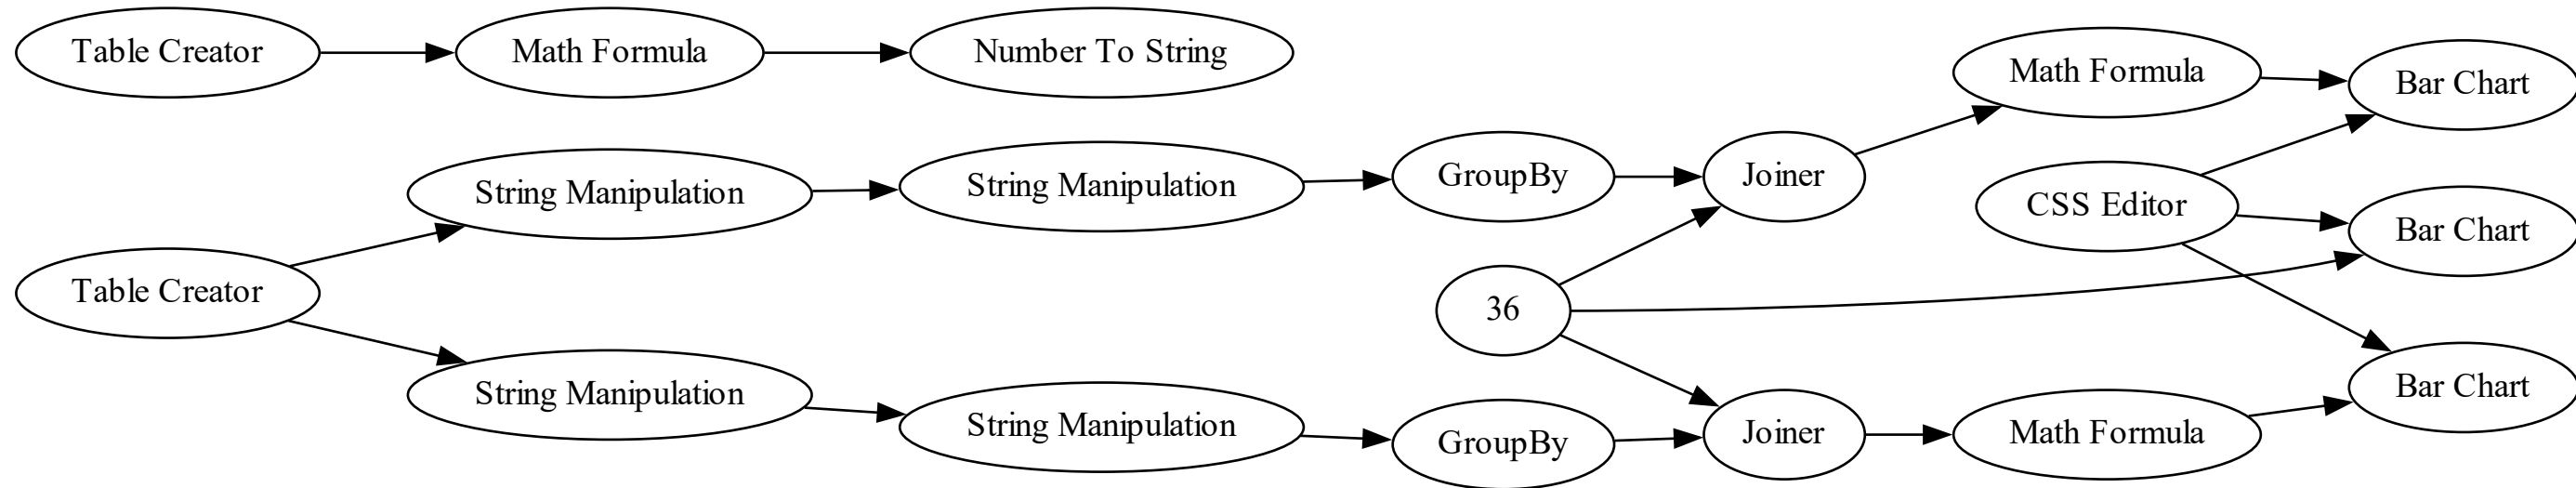 Table Creator
Math Formula
Number To String
Math Formula
Bar Chart
String Manipulation
String Manipulation
GroupBy
Joiner
CSS Editor
Bar Chart
Table Creator
36
String Manipulation
String Manipulation
GroupBy
Joiner
Math Formula
Bar Chart